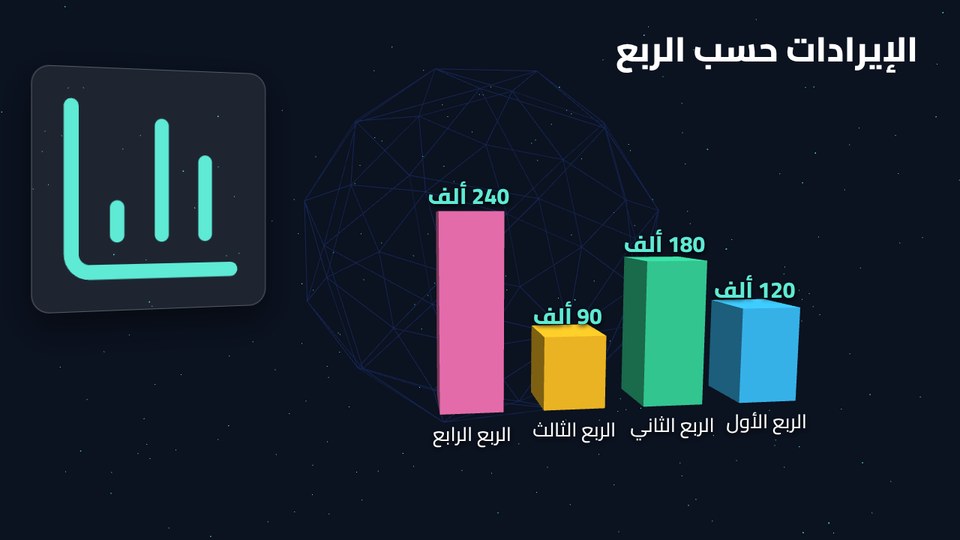 الإيرادات حسب الربع
120 ألف
180 ألف
90 ألف
240 ألف
الربع الأول
الربع الثاني
الربع الثالث
الربع الرابع